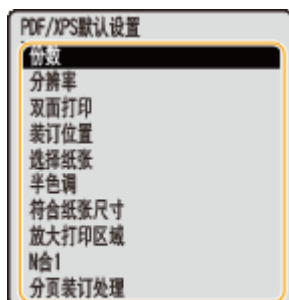 PDF/XPS默认设置
份数
分辨率
双面打印
装订位置
选择纸张
半色调
符合纸张尺寸
放大打印区域
N合1
分页装订处理